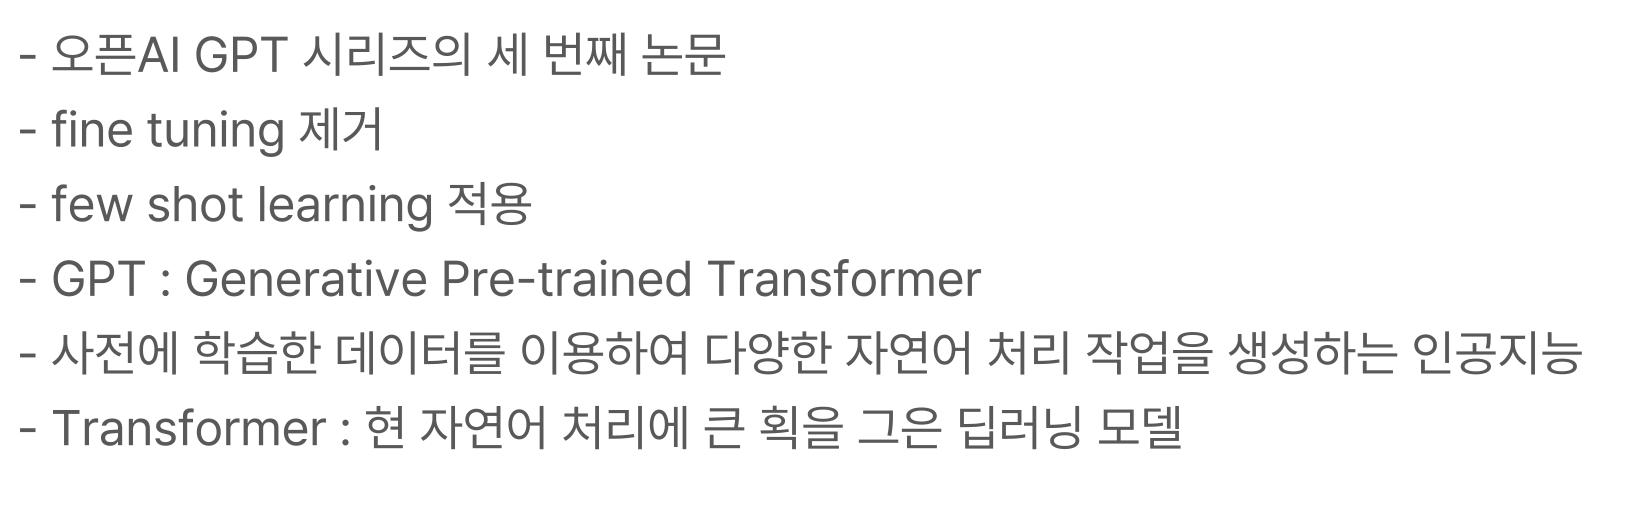 - 오픈AI GPT 시리즈의 세 번째 논문
- fine tuning 제거
- few shot learning 적용
- GPT : Generative Pre-trained Transformer
- 사전에 학습한 데이터를 이용하여 다양한 자연어 처리 작업을 생성하는 인공지능
- Transformer : 현 자연어 처리에 큰 획을 그은 딥러닝 모델